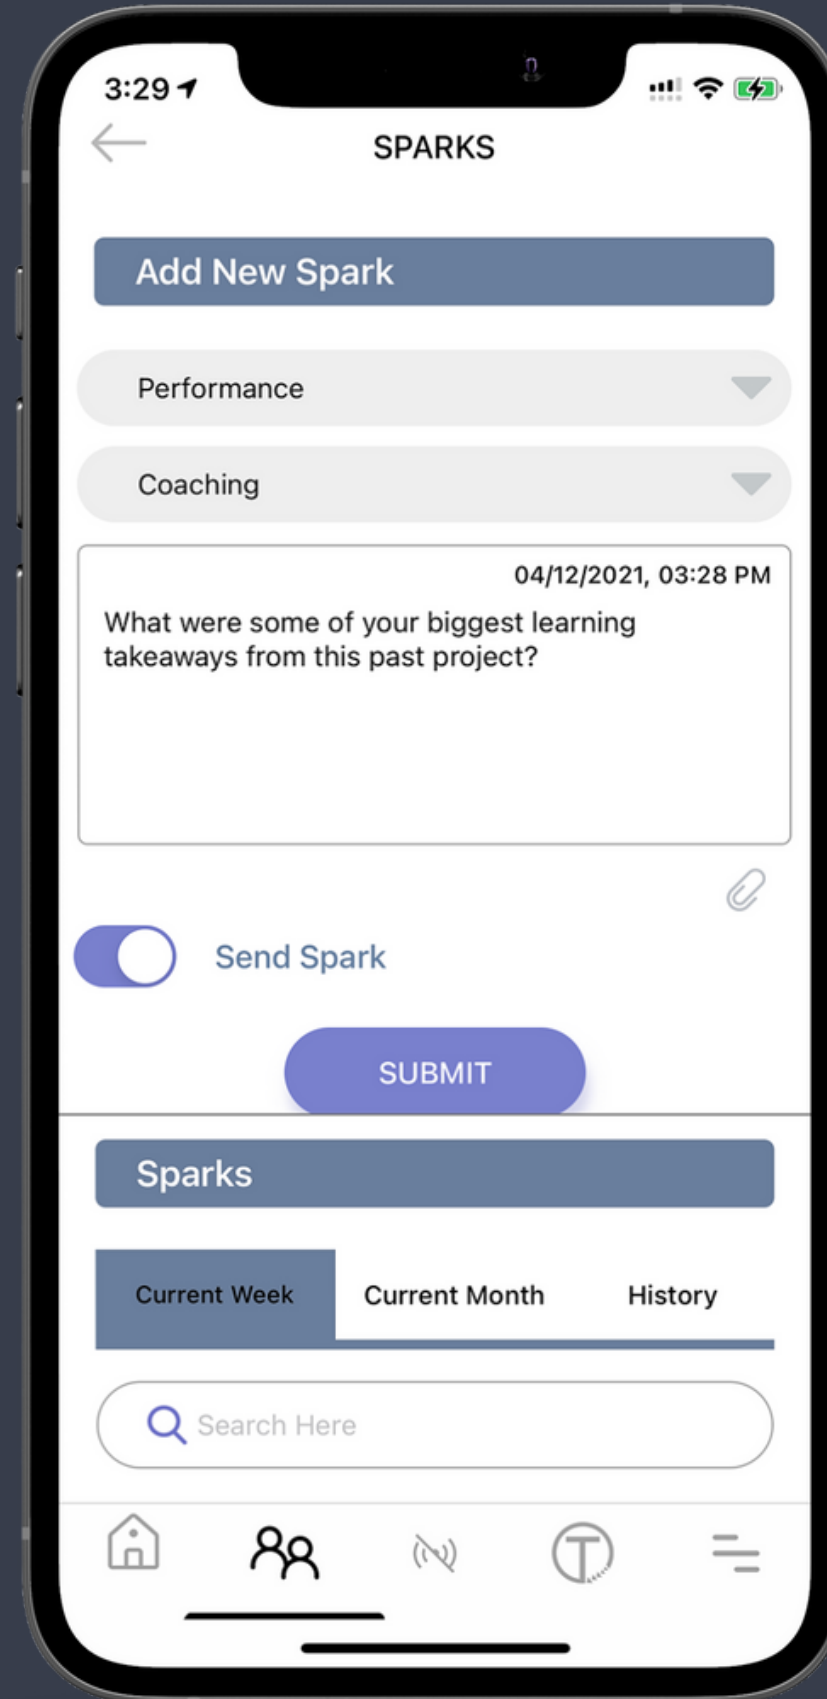 3:29
SPARKS
Add New Spark
Performance
Coaching
04/12/2021, 03:28 PM
What were some of your biggest learning
takeaways from this past project?
Send Spark
SUBMIT
Sparks
Current Week Current Month History
Search Here
T